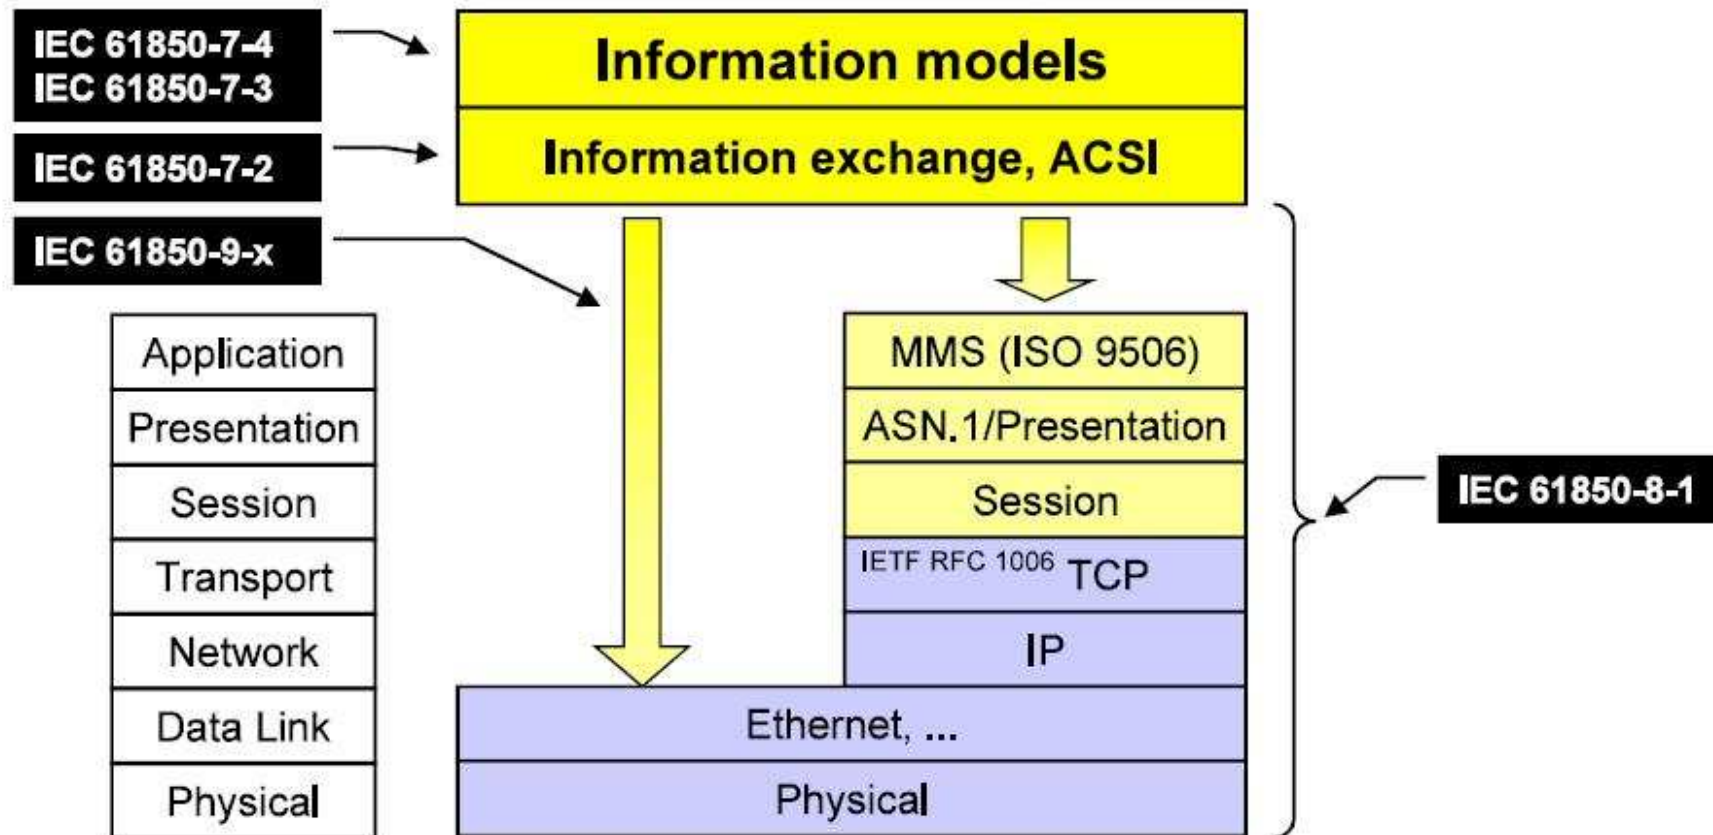 IEC 61850-7-4
IEC 61850-7-3
Information models
IEC 61850-7-2
Information exchange, ACSI
IEC 61850-9-x
Application
Presentation
Session
Transport
Network
Data Link
Physical
MMS (ISO 9506)
ASN.1/Presentation
Session
IETF RFC 1006 TCP
IP
Ethernet, ...
Physical
IEC 61850-8-1